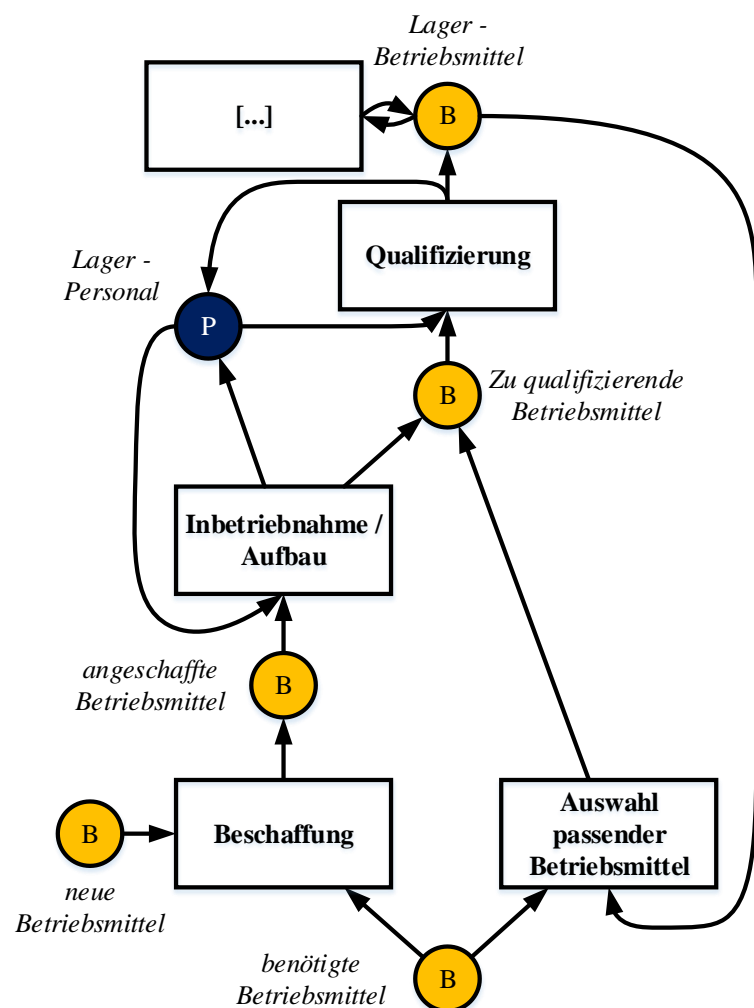 Lager -
Betriebsmittel
[...]
B
Qualifizierung
Lager -
Personal
P
B
Zu qualifizierende
Betriebsmittel
Inbetriebnahme /
Aufbau
angeschaffte
Betriebsmittel
B
B
Beschaffung
Auswahl
passender
Betriebsmittel
neue
Betriebsmittel
benötigte
Betriebsmittel
B